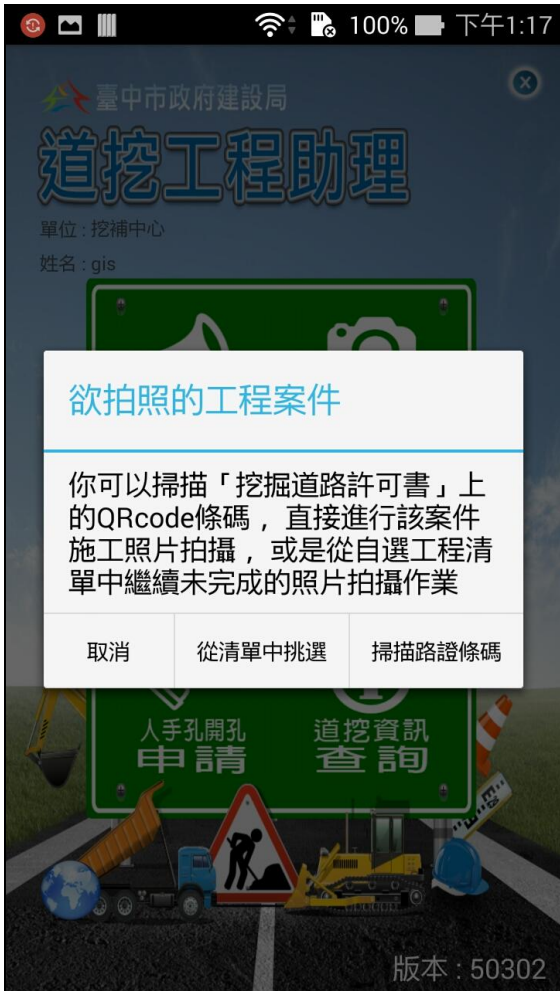 100% 下午1:17
臺中市政府建設局
道挖工程助理
單位 : 挖補中心
姓名 : gis
欲拍照的工程案件
你可以掃描「挖掘道路許可書」上
的QRcode條碼 , 直接進行該案件
施工照片拍攝 , 或是從自選工程清
單中繼續未完成的照片拍攝作業
取消 從清單中挑選 掃描路證條碼
人手孔開孔 道挖資訊
申請 查詢
版本 : 50302